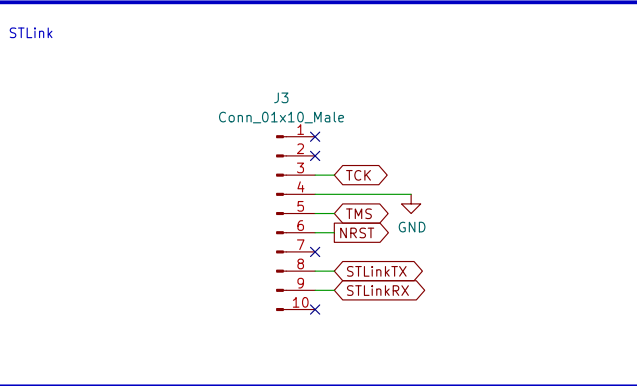 STLink
J3
Conn_01x10_Male
1
2
3 TCK
4
5 TMS
GND
6 NRST
7
8 STLinkTX
9 STLinkRX
10